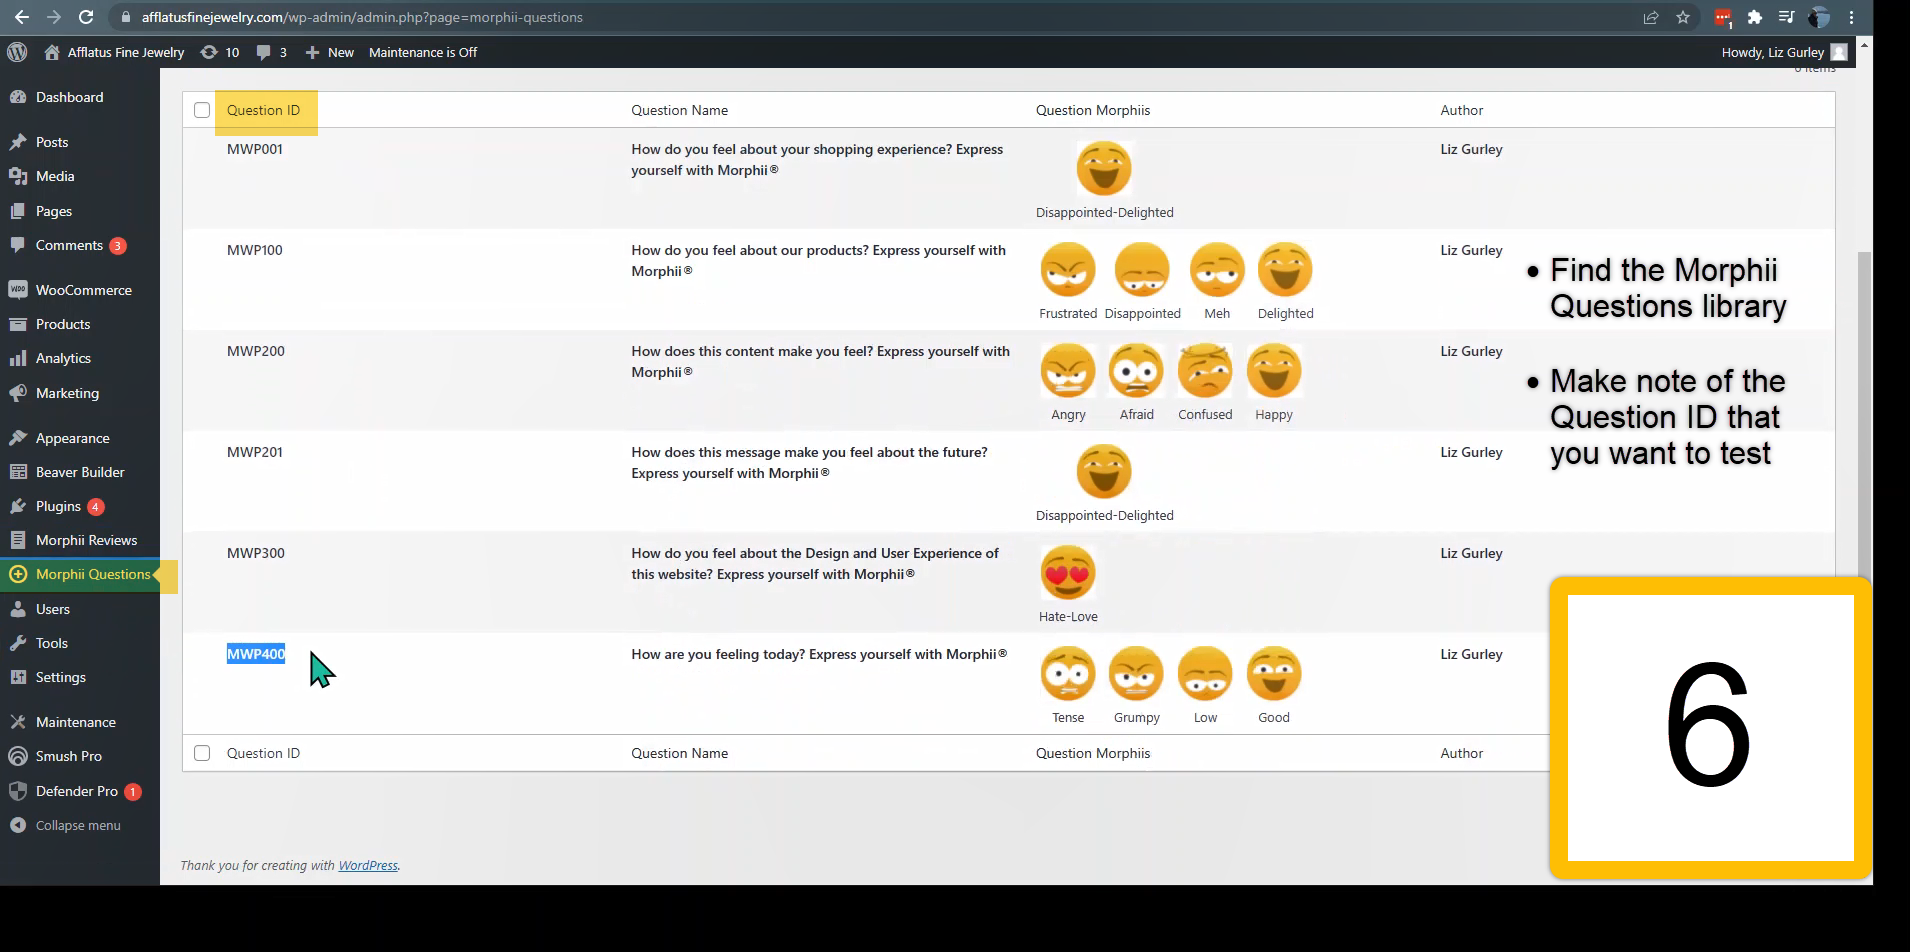 afflatusfinejewelry.com/wp-admin/admin.php?page=morphii-questions
1
Afflatus Fine Jewelry 10 3 New Maintenance is Off Howdy, Liz Gurley
6 items
Dashboard
Posts
Media
Pages
Comments 3
WooCommerce
Products
Analytics
Marketing
Appearance
Beaver Builder
Plugins 4
Morphii Reviews
Morphii Questions
Users
Tools
Settings
Maintenance
Smush Pro
Defender Pro 1
Collapse menu
Question ID Question Name Question Morphiis Author
MWP001 How do you feel about your shopping experience? Express Liz Gurley
yourself with Morphii®
Disappointed-Delighted
MWP100 How do you feel about our products? Express yourself with Liz Gurley
Morphii®
Frustrated Disappointed Meh Delighted
MWP200 How does this content make you feel? Express yourself with Liz Gurley
Morphii®
Angry Afraid Confused Happy
MWP201 How does this message make you feel about the future? Liz Gurley
Express yourself with Morphii®
Disappointed-Delighted
MWP300 How do you feel about the Design and User Experience of Liz Gurley
this website? Express yourself with Morphii®
Hate-Love
MWP400 How are you feeling today? Express yourself with Morphii® Liz Gurley
Tense Grumpy Low Good
Question ID Question Name Question Morphiis Author
Thank you for creating with WordPress.
• Find the Morphii
Questions library
• Make note of the
Question ID that
you want to test
6